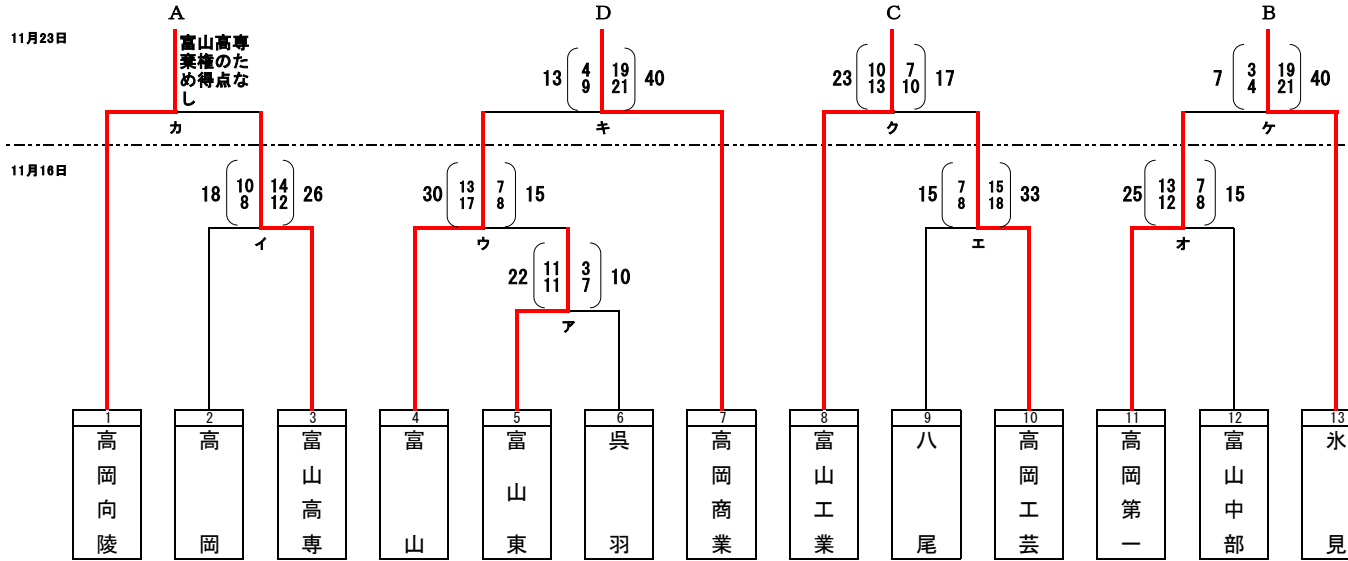 A
D
C
B
11月23日
富山高専
棄権のた
め得点な
し
13
4 19
9 21
40
23
10 7
13 10
17
7
3 19
4 21
40
カ
キ
ク
ケ
11月16日
18
10 14
8 12
26
30
13 7
17 8
15
15
7 15
8 18
33
25
13 7
12 8
15
イ
ウ
エ
オ
22
11 3
11 7
10
ア
1
2
3
4
5
6
7
8
9
10
11
12
13
高岡向陵
高岡
富山高専
富山
富山東
呉羽
高岡商業
富山工業
八尾
高岡工芸
高岡第一
富山中部
氷見